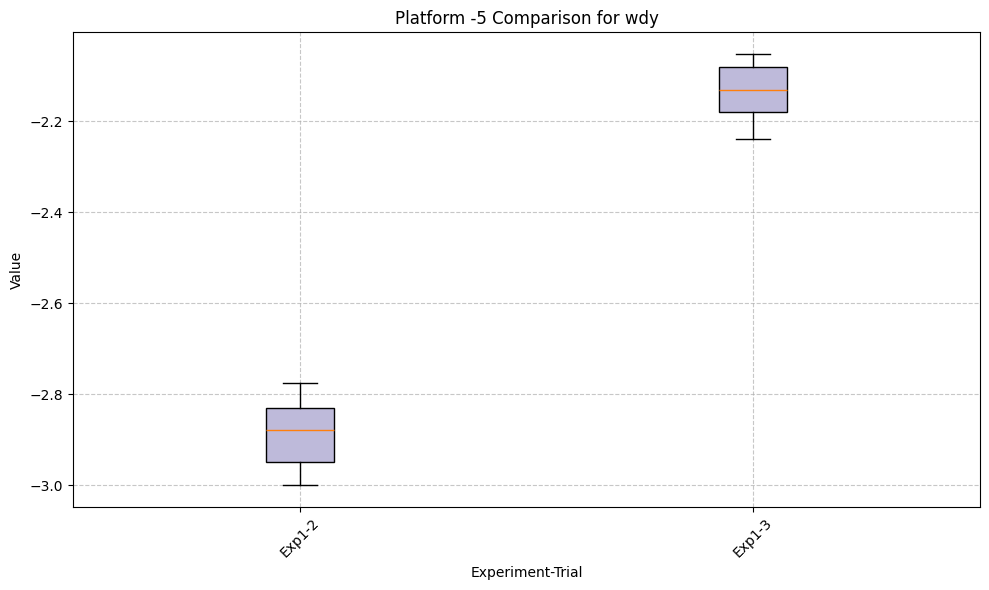 Platform -5 Comparison for wdy
Value
−2.2
−2.4
−2.6
−2.8
−3.0
Exp1-2
Exp1-3
Experiment-Trial